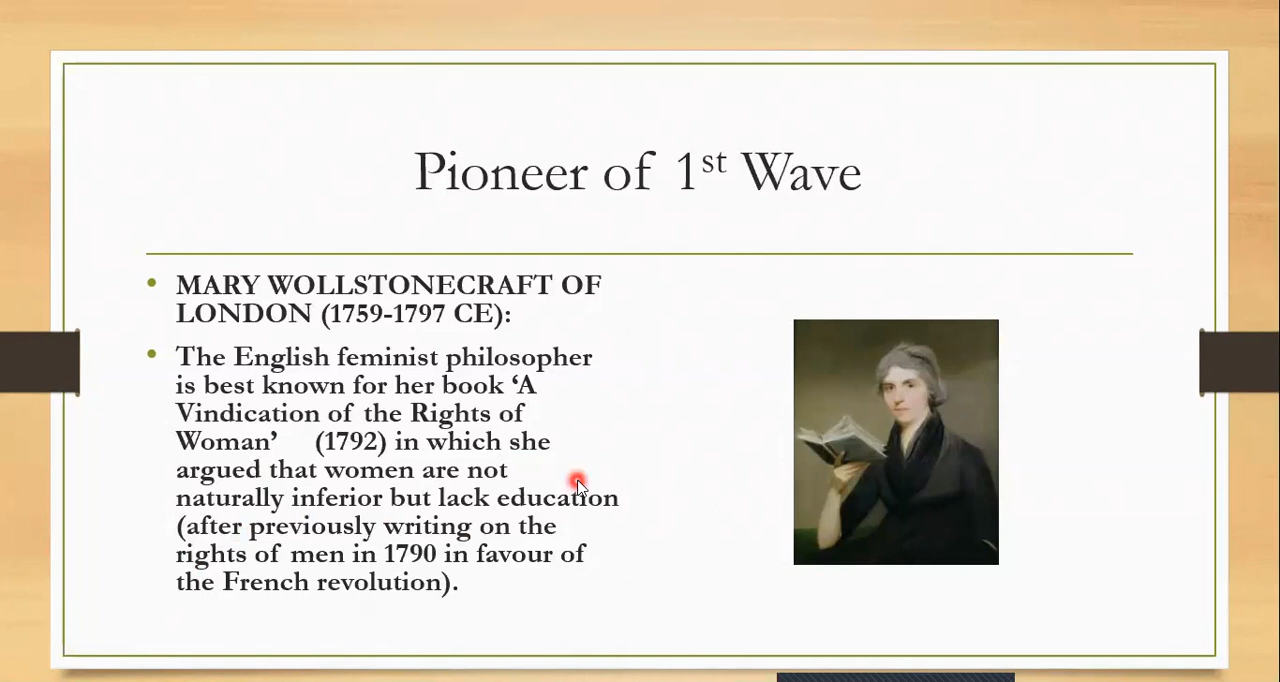 Pioneer of 1st Wave
• MARY WOLLSTONECRAFT OF
LONDON (1759-1797 CE):
• The English feminist philosopher
is best known for her book ‘A
Vindication of the Rights of
Woman’ (1792) in which she
argued that women are not
naturally inferior but lack education
(after previously writing on the
rights of men in 1790 in favour of
the French revolution).